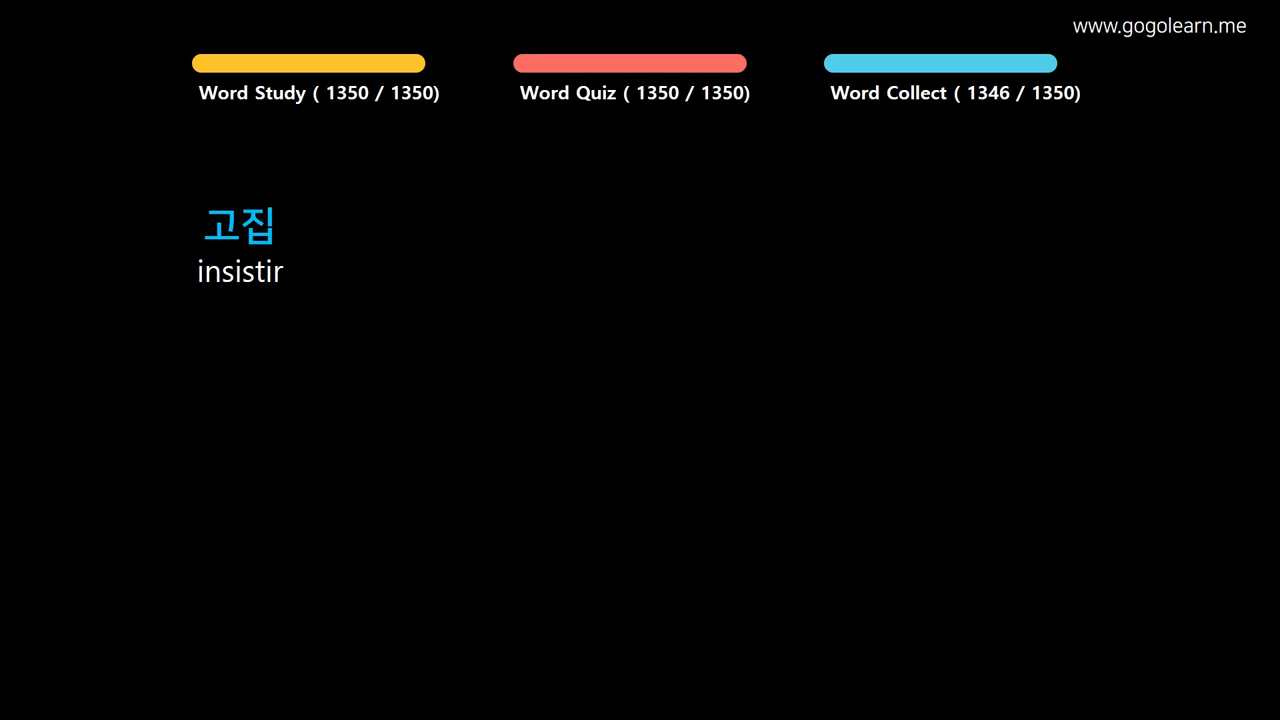 www.gogolearn.me
Word Study ( 1350 / 1350)
Word Quiz ( 1350 / 1350)
Word Collect ( 1346 / 1350)
고집
insistir